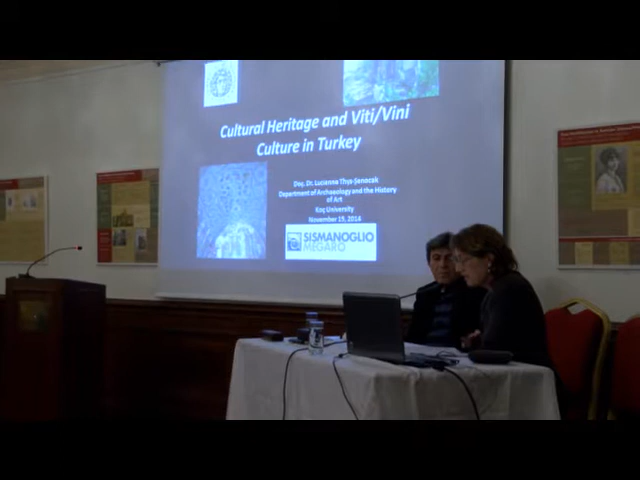 Cultural Heritage and Viti/Vini
Culture in Turkey
Doç. Dr. Lucienne Thys-Şenocak
Department of Archaeology and the History
of Art
Koç University
November 19, 2014
SISMANOGLIO
MEGARO